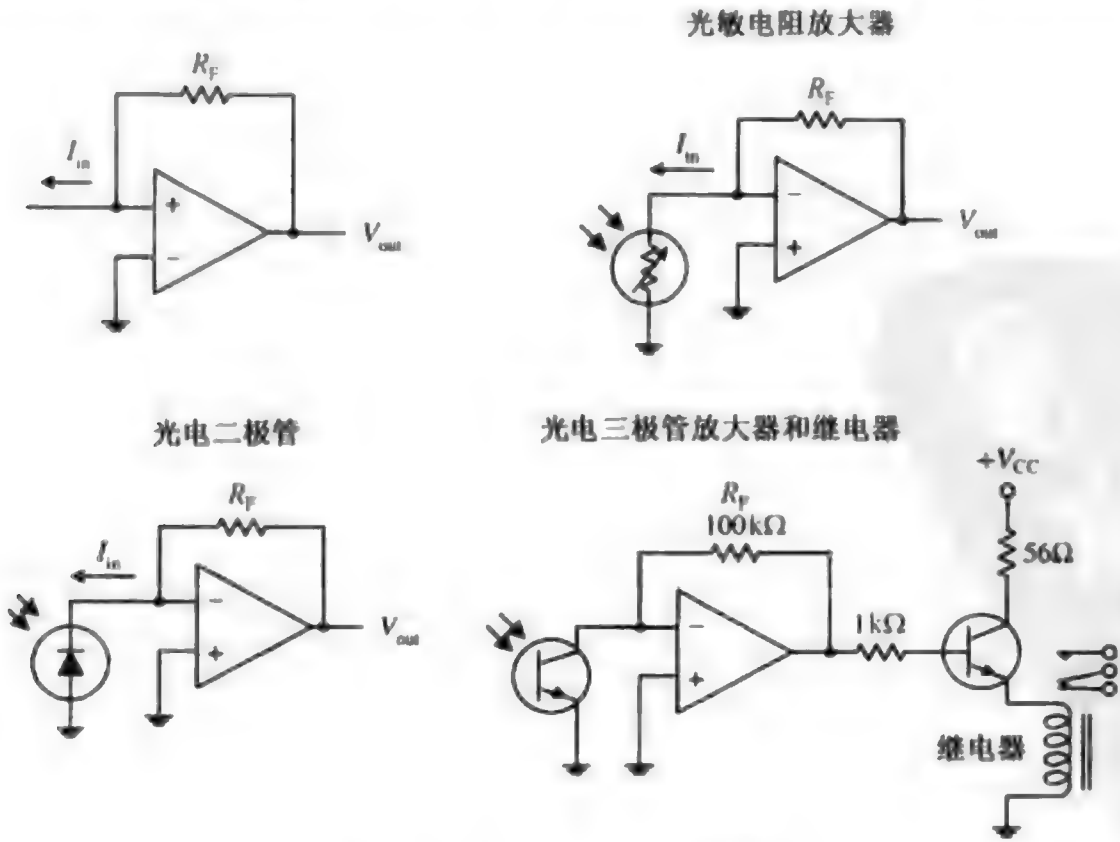 光敏电阻放大器
R_F
I_in
+
−
V_out
R_F
I_in
−
+
V_out
光电二极管
光电三极管放大器和继电器
R_F
I_in
−
+
V_out
+V_CC
R_F
100kΩ
56Ω
−
+
1kΩ
继电器